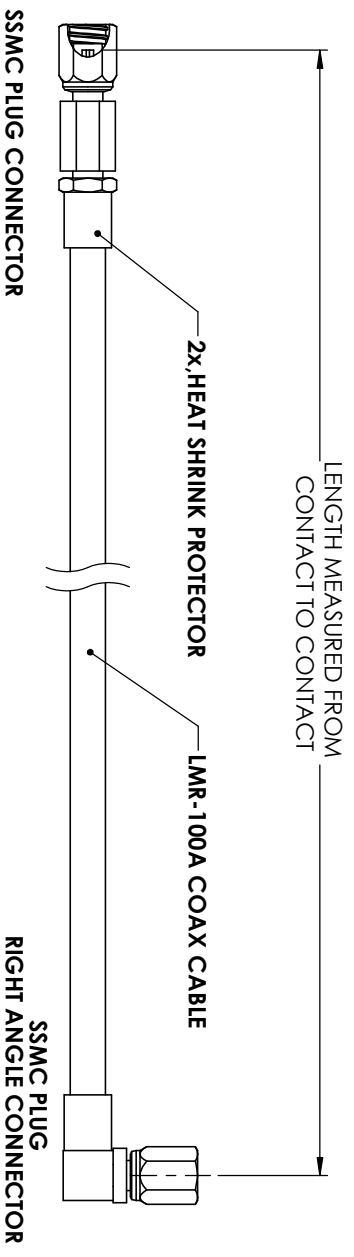 LENGTH MEASURED FROM
CONTACT TO CONTACT
2x,HEAT SHRINK PROTECTOR
LMR-100A COAX CABLE
SSMC PLUG CONNECTOR
SSMC PLUG
RIGHT ANGLE CONNECTOR